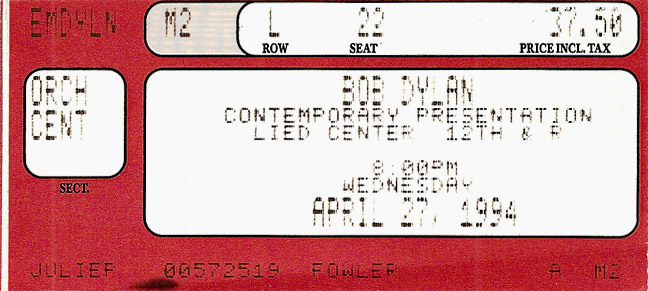 EMDYLN M2 L 22 37.50
ROW SEAT PRICE INCL. TAX
ORCH
CENT
SECT.
BOB DYLAN
CONTEMPORARY PRESENTATION
LIED CENTER 12TH & R
8:00PM
WEDNESDAY
APRIL 27, 1994
JULIEP 00572519 FOWLER A M2